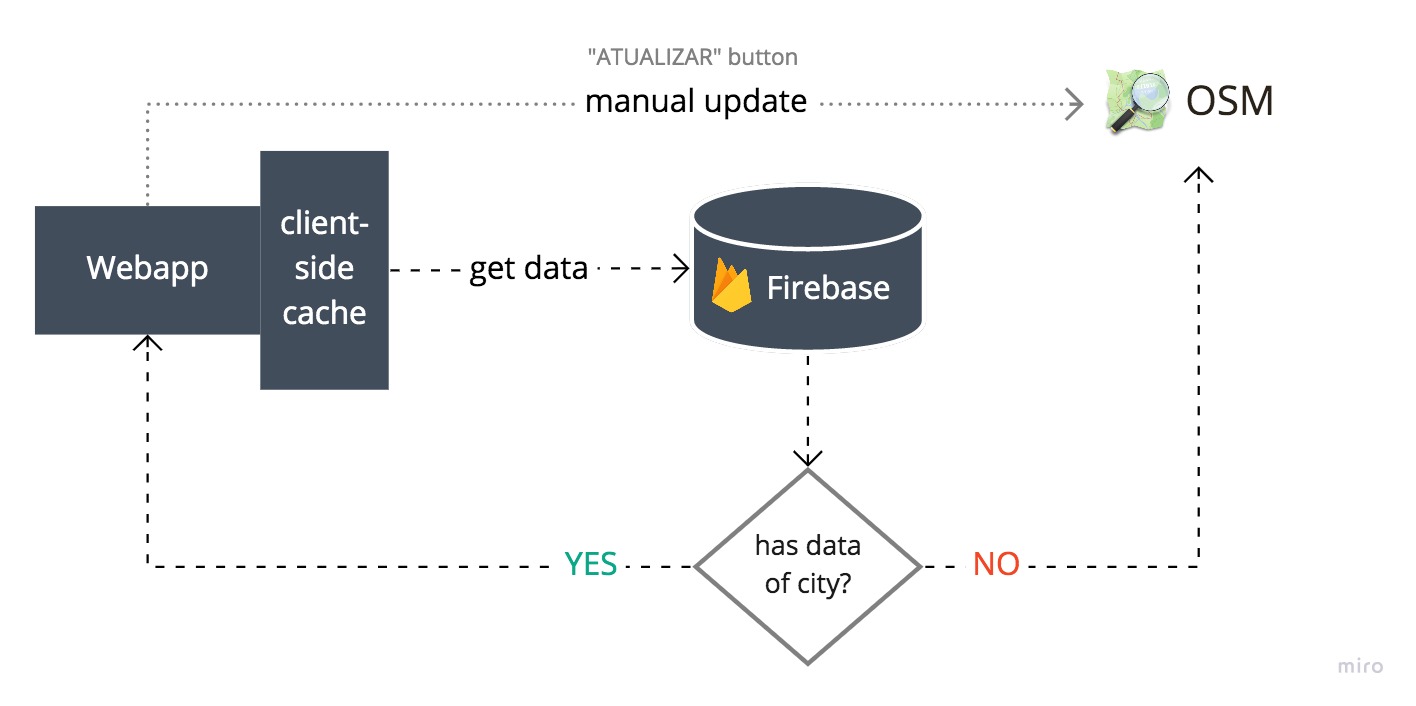 "ATUALIZAR" button
manual update
OSM
Webapp
client-
side
cache
get data
Firebase
has data
of city?
YES
NO
miro